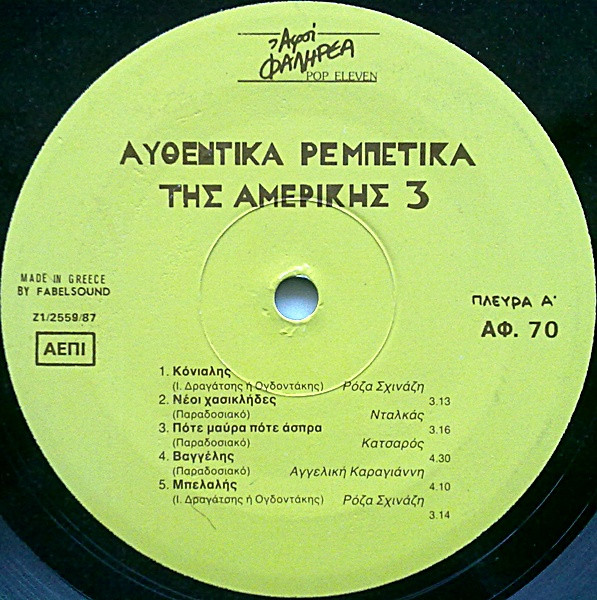 Αφοί
ΦΑΛΗΡΕΑ
POP ELEVEN
ΑΥΘΕΝΤΙΚΑ ΡΕΜΠΕΤΙΚΑ
ΤΗΣ ΑΜΕΡΙΚΗΣ 3
MADE IN GREECE
BY FABELSOUND
Z1/2559/87
ΑΕΠΙ
ΠΛΕΥΡΑ Α'
ΑΦ. 70
1. Κόνιαλης
(Ι. Δραγάτσης ή Ογδοντάκης) Ρόζα Σχινάζη
2. Νέοι χασικλήδες 3.13
(Παραδοσιακό) Νταλκάς
3. Πότε μαύρα πότε άσπρα 3.16
(Παραδοσιακό) Κατσαρός
4. Βαγγέλης 4.30
(Παραδοσιακό) Αγγελική Καραγιάννη
5. Μπελαλής 4.10
(Ι. Δραγάτσης ή Ογδοντάκης) Ρόζα Σχινάζη
3.14